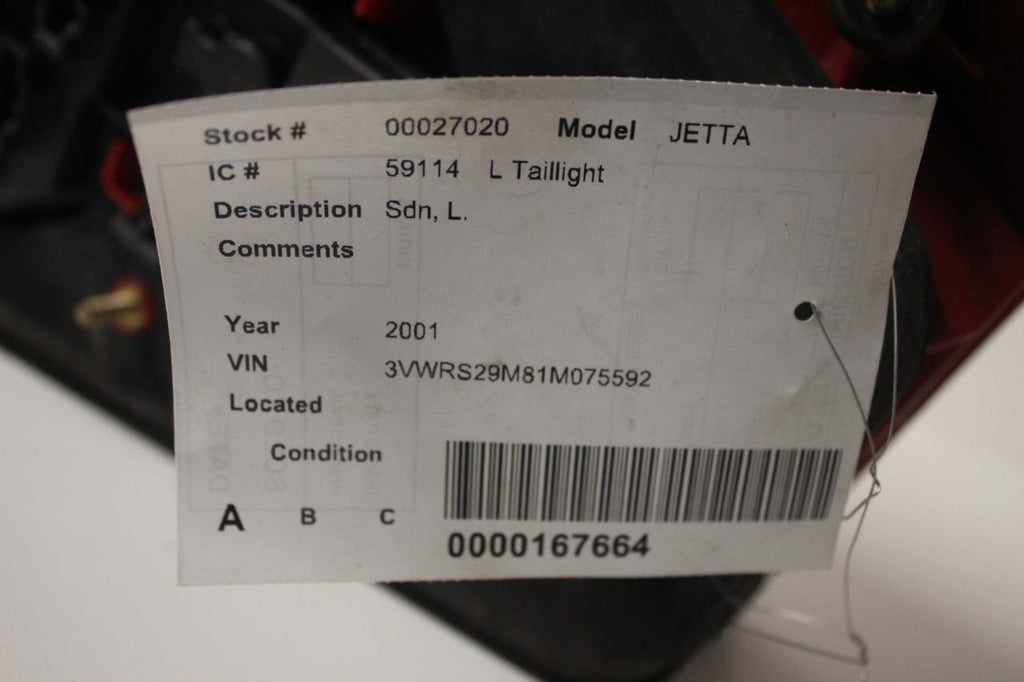 Stock # 00027020 Model JETTA
IC # 59114 L Taillight
Description Sdn, L.
Comments
Year 2001
VIN 3VWRS29M81M075592
Located
Condition
A B C
0000167664